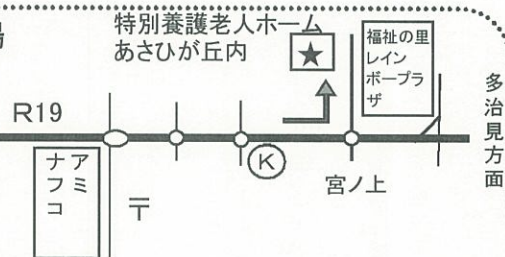 場
特別養護老人ホーム
あさひが丘内
★
福祉の里
レイン
ボープラ
ザ
多治見方面
R19
K
宮ノ上
アミ
ナフコ
〒